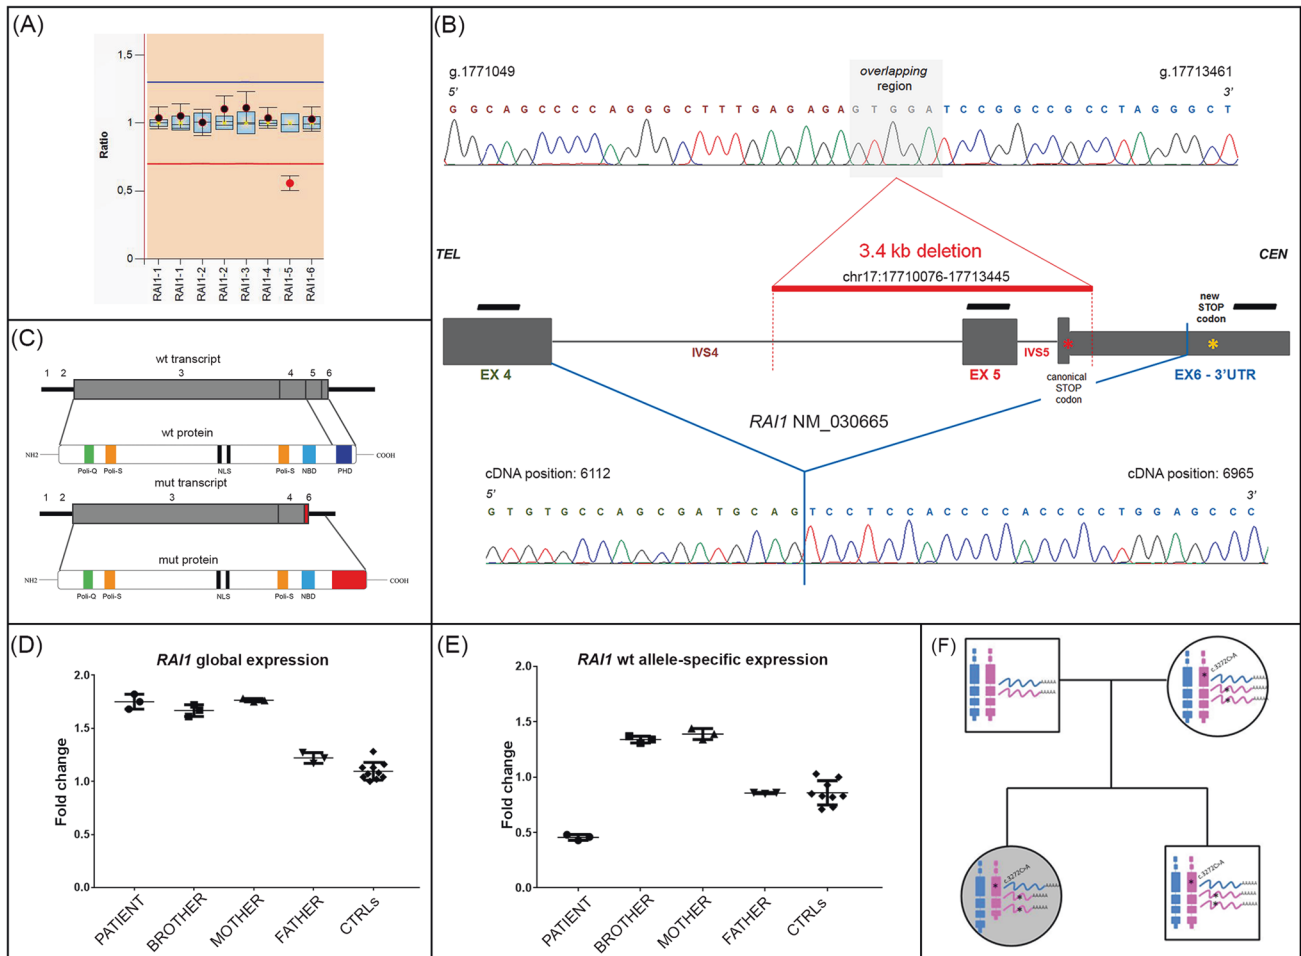 (A)
1,5
1
0,5
0
Ratio
RAI1-1
RAI1-1
RAI1-2
RAI1-2
RAI1-3
RAI1-4
RAI1-5
RAI1-6
(B)
g.1771049
overlapping
region
g.17713461
5'
3'
G G C A G C C C C A G G G C T T T G A G A G A G T G G A T C C G C C G C C T A G G G C T
TEL
3.4 kb deletion
CEN
chr17:17710076-17713445
new
STOP
codon
IVS4
IVS5
*
*
EX 4
EX 5
canonical
STOP
codon
EX6 - 3'UTR
RAI1 NM_030665
cDNA position: 6112
cDNA position: 6965
5'
3'
G T G T G C C A G C G A T G C A G T C C T C C A C C C C A C C C C T G G A G C C C
(C)
wt transcript
1 2 3 4 5 6
wt protein
NH2
COOH
Poli-Q Poli-S NLS Poli-S NBD PHD
mut transcript
1 2 3 4 6
mut protein
NH2
COOH
Poli-Q Poli-S NLS Poli-S NBD
(D)
RAI1 global expression
2.0
1.5
1.0
0.5
0.0
Fold change
PATIENT
BROTHER
MOTHER
FATHER
CTRLs
(E)
RAI1 wt allele-specific expression
2.0
1.5
1.0
0.5
0.0
Fold change
PATIENT
BROTHER
MOTHER
FATHER
CTRLs
(F)
c.3272C>A
c.3272C>A
c.3272C>A